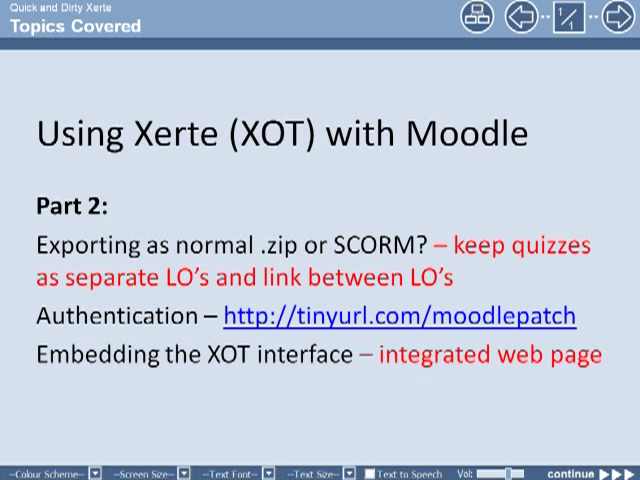 Quick and Dirty Xerte
Topics Covered
1/1
Using Xerte (XOT) with Moodle
Part 2:
Exporting as normal .zip or SCORM? – keep quizzes
as separate LO's and link between LO's
Authentication – http://tinyurl.com/moodlepatch
Embedding the XOT interface – integrated web page
--Colour Scheme-- --Screen Size-- --Text Font-- --Text Size-- Text to Speech Vol: continue